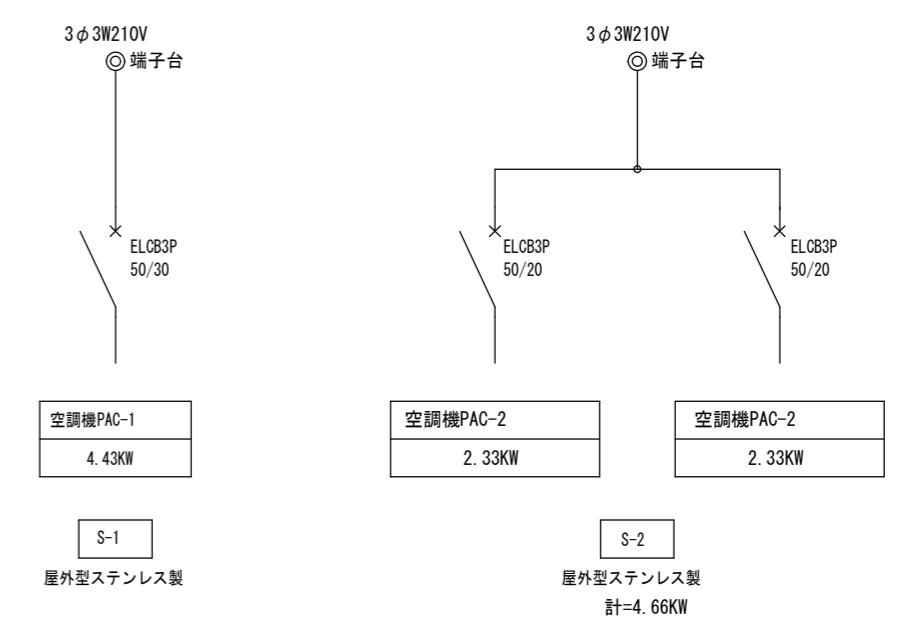 3φ3W210V
端子台
ELCB3P
50/30
空調機PAC-1
4.43KW
S-1
屋外型ステンレス製
3φ3W210V
端子台
ELCB3P
50/20
ELCB3P
50/20
空調機PAC-2
2.33KW
空調機PAC-2
2.33KW
S-2
屋外型ステンレス製
計=4.66KW